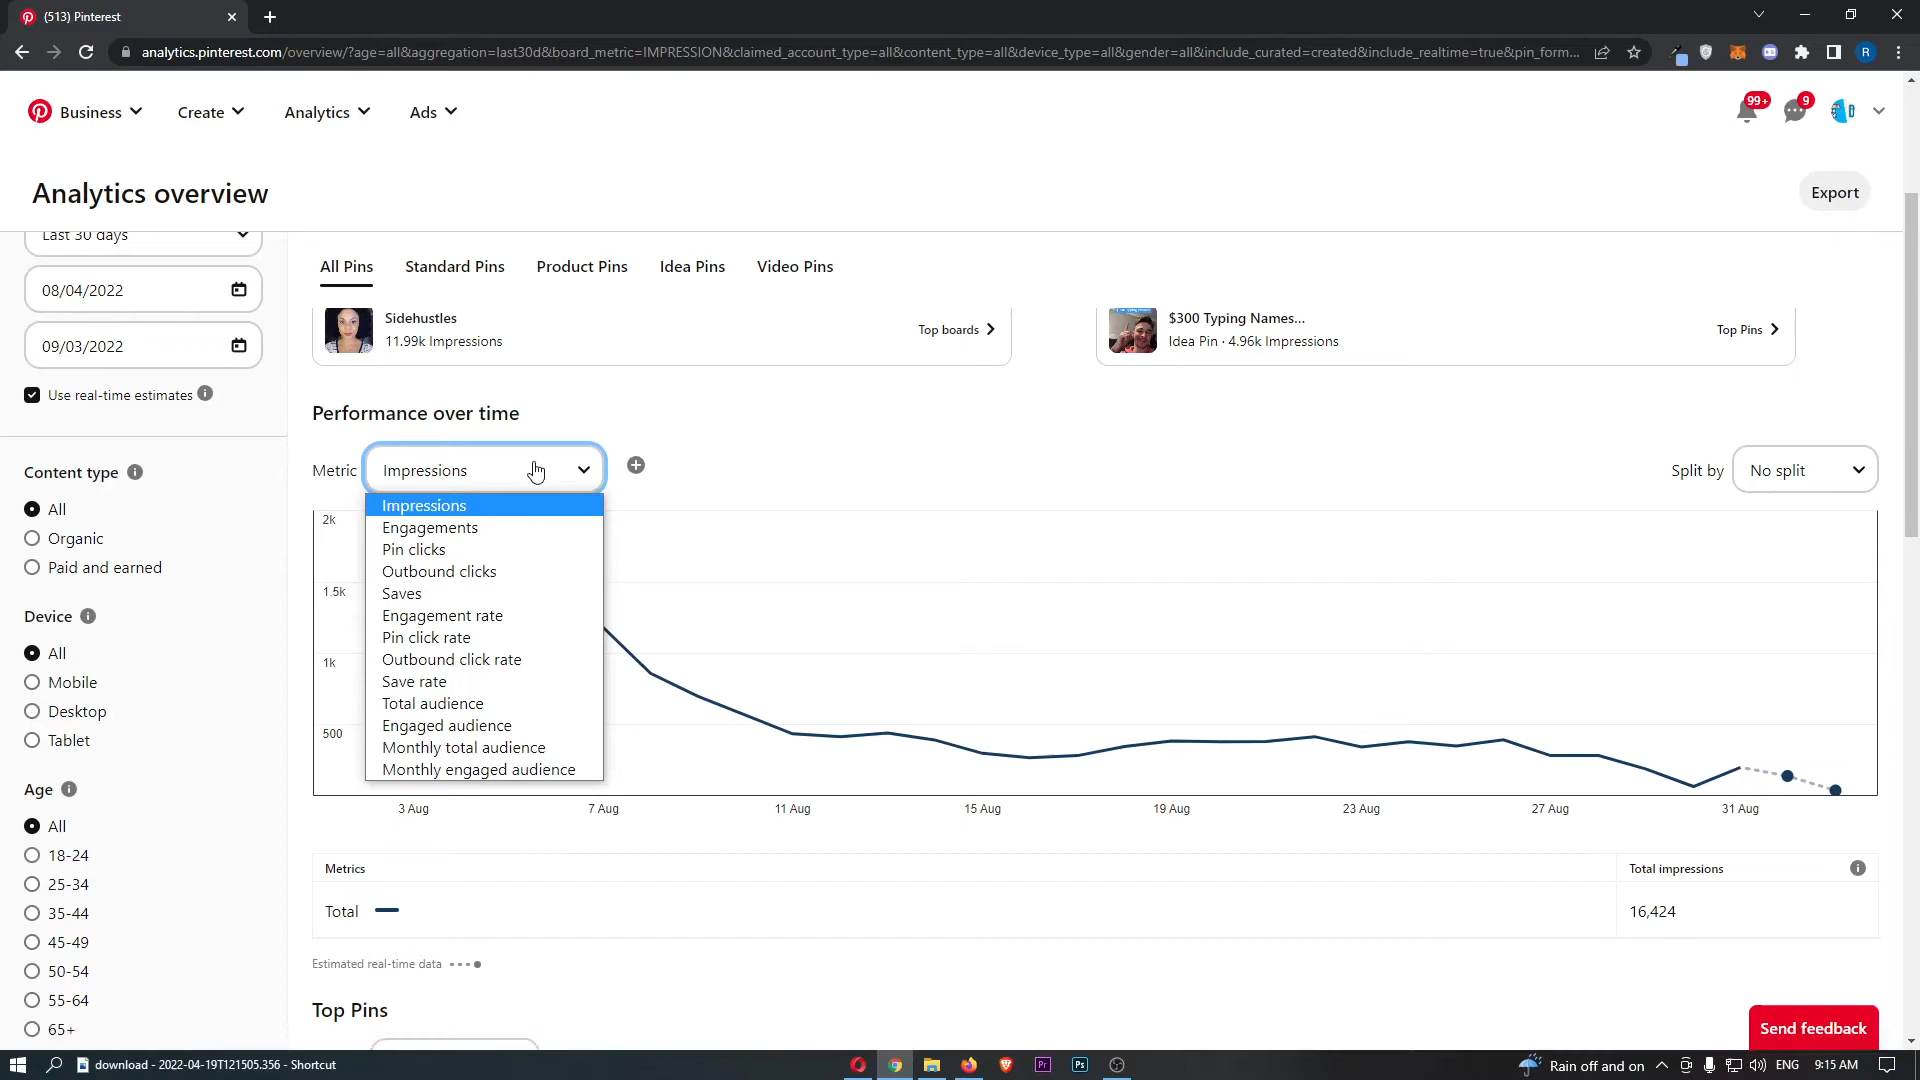 (513) Pinterest
analytics.pinterest.com/overview/?age=all&aggregation=last30d&board_metric=IMPRESSION&claimed_account_type=all&content_type=all&device_type=all&gender=all&include_curated=created&include_realtime=true&pin_form...
R
Business
Create
Analytics
Ads
99+
9
Analytics overview
Export
Last 30 days
08/04/2022
09/03/2022
Use real-time estimates
Content type
All
Organic
Paid and earned
Device
All
Mobile
Desktop
Tablet
Age
All
18-24
25-34
35-44
45-49
50-54
55-64
65+
All Pins
Standard Pins
Product Pins
Idea Pins
Video Pins
Sidehustles
11.99k Impressions
Top boards
$300 Typing Names...
Idea Pin · 4.96k Impressions
Top Pins
Performance over time
Metric
Impressions
Split by
No split
Impressions
Engagements
Pin clicks
Outbound clicks
Saves
Engagement rate
Pin click rate
Outbound click rate
Save rate
Total audience
Engaged audience
Monthly total audience
Monthly engaged audience
2k
1.5k
1k
500
3 Aug
7 Aug
11 Aug
15 Aug
19 Aug
23 Aug
27 Aug
31 Aug
Metrics
Total impressions
Total
16,424
Estimated real-time data
Top Pins
Send feedback
download - 2022-04-19T121505.356 - Shortcut
Pr
Ps
Rain off and on
ENG
9:15 AM